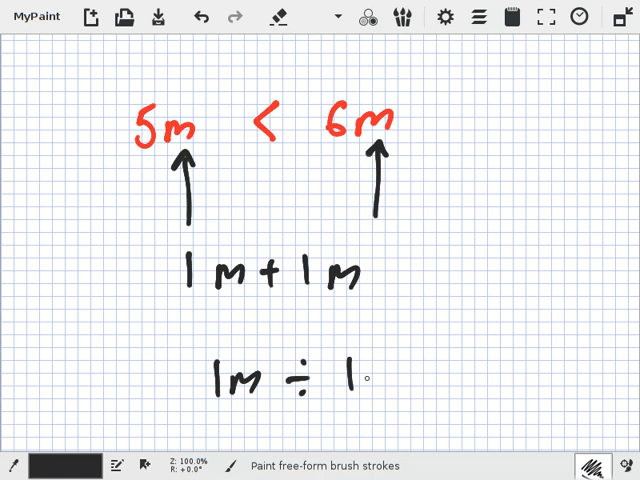 MyPaint
5m < 6m
1m + 1m
1m ÷ 1
Z: 100.0%
R: +0.0°
Paint free-form brush strokes